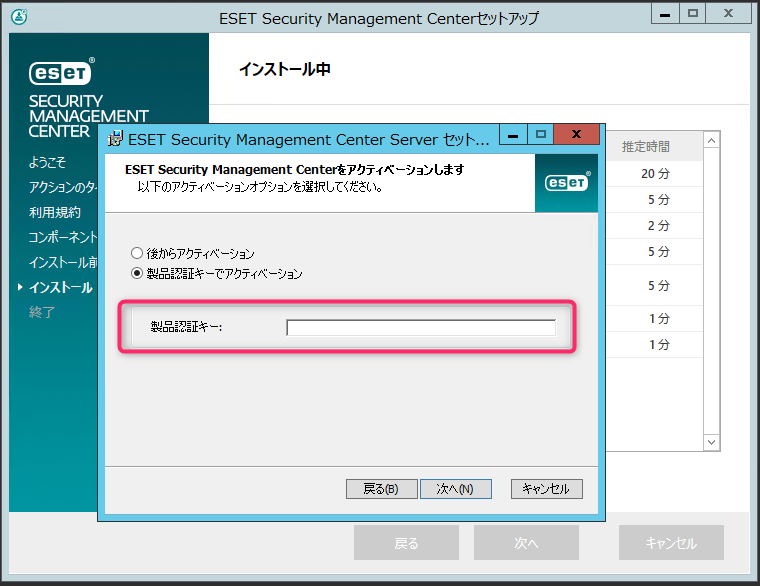 ESET Security Management Centerセットアップ
eseT
SECURITY
MANAGEMENT
CENTER
ようこそ
アクションのタ
利用規約
コンポーネント
インストール前
インストール
終了
インストール中
推定時間
20 分
5 分
2 分
5 分
5 分
1 分
1 分
ESET Security Management Center Server セット...
ESET Security Management Centerをアクティベーションします
以下のアクティベーションオプションを選択してください。
eseT
後からアクティベーション
製品認証キーでアクティベーション
製品認証キー:
戻る(B)
次へ(N)
キャンセル
戻る
次へ
キャンセル